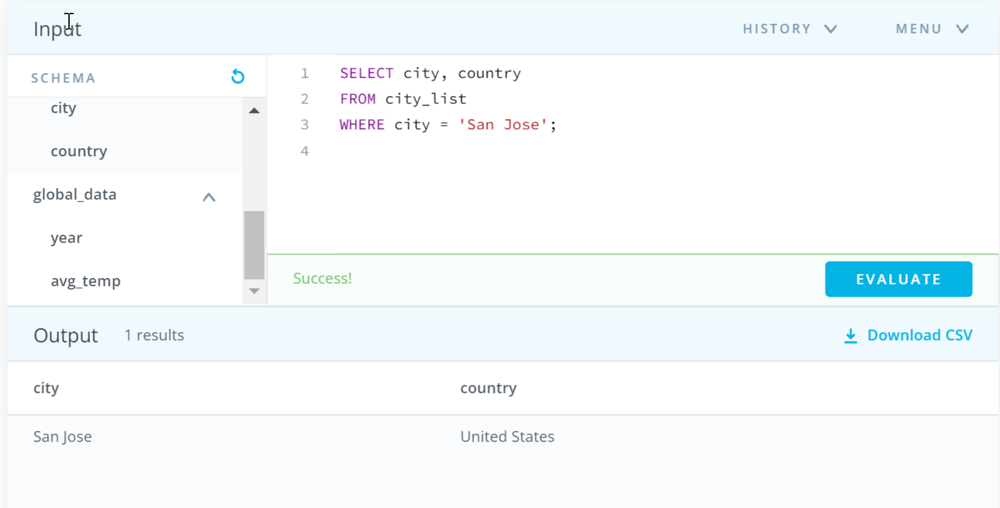 Input
HISTORY
MENU
SCHEMA
city
country
global_data
year
avg_temp
1 SELECT city, country
2 FROM city_list
3 WHERE city = 'San Jose';
4
Success!
EVALUATE
Output 1 results
Download CSV
city country
San Jose United States